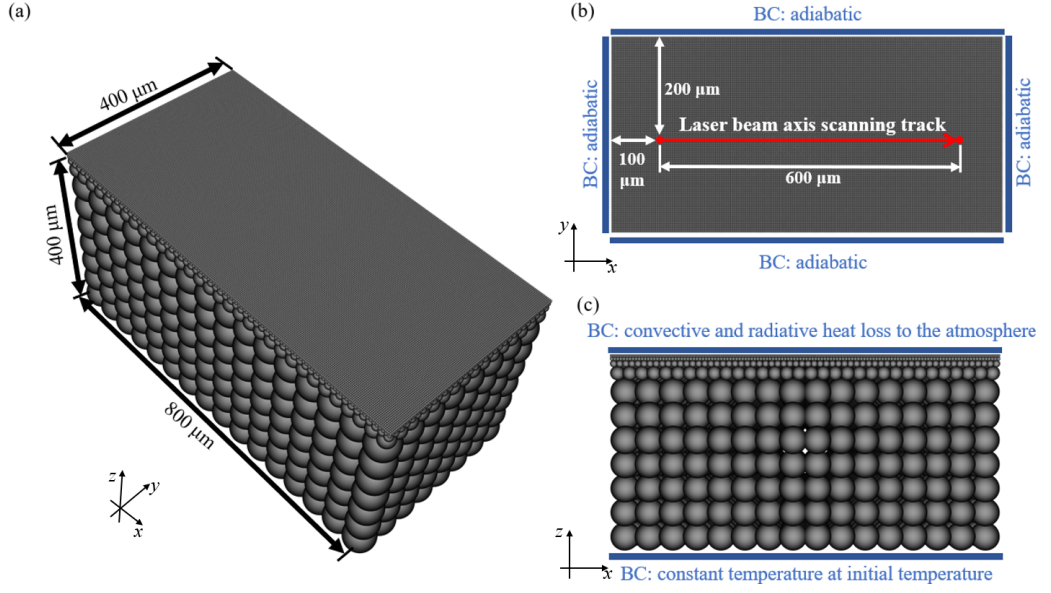 (a)
400 μm
400 μm
800 μm
z
y
x
(b)
BC: adiabatic
BC: adiabatic
200 μm
Laser beam axis scanning track
100
μm
600 μm
BC: adiabatic
y
x
BC: adiabatic
(c)
BC: convective and radiative heat loss to the atmosphere
z
x
BC: constant temperature at initial temperature